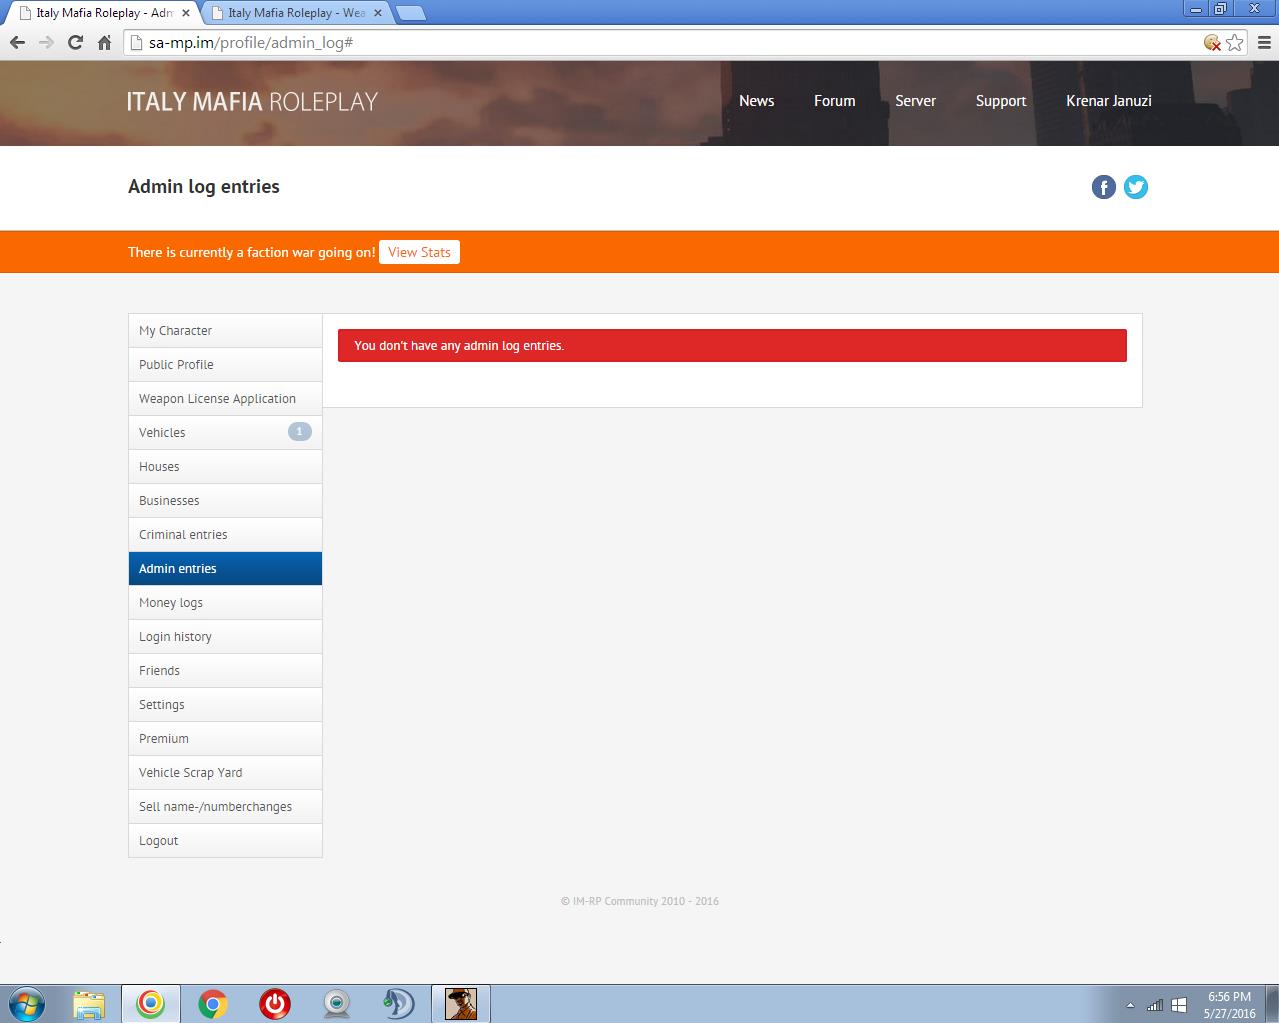 Italy Mafia Roleplay - Adm
Italy Mafia Roleplay - Wea
sa-mp.im/profile/admin_log#
ITALY MAFIA ROLEPLAY
News
Forum
Server
Support
Krenar Januzi
Admin log entries
There is currently a faction war going on! View Stats
My Character
Public Profile
Weapon License Application
Vehicles 1
Houses
Businesses
Criminal entries
Admin entries
Money logs
Login history
Friends
Settings
Premium
Vehicle Scrap Yard
Sell name-/numberchanges
Logout
You don't have any admin log entries.
© IM-RP Community 2010 - 2016
6:56 PM
5/27/2016